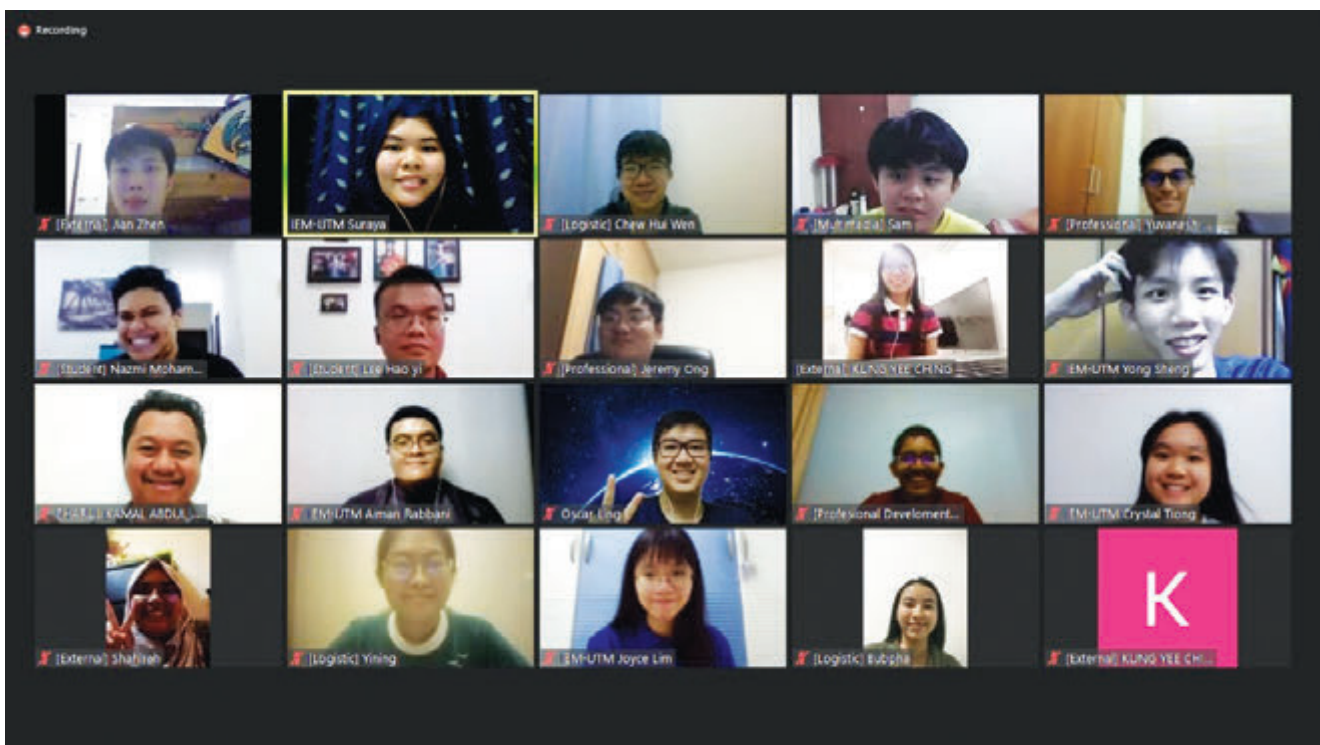 Recording
[External] Jian Zhen
IEM-UTM Suraya
[Logistic] Chew Hui Wen
[Multimedia] Sam
[Professional] Yuvanesh
[Student] Nazmi Moham...
[Student] Lee Hao yi
[Professional] Jeremy Ong
[External] KUNG YEE CHING
IEM-UTM Yong Sheng
KAMAL ABDUL ...
IEM-UTM Aiman Rabbani
Oscar Ling
[Profesional Develoment...
IEM-UTM Crystal Tiong
[External] Shahirah
[Logistic] Yining
IEM-UTM Joyce Lim
[Logistic] Bubpha
K
[External] KUNG YEE CHI...